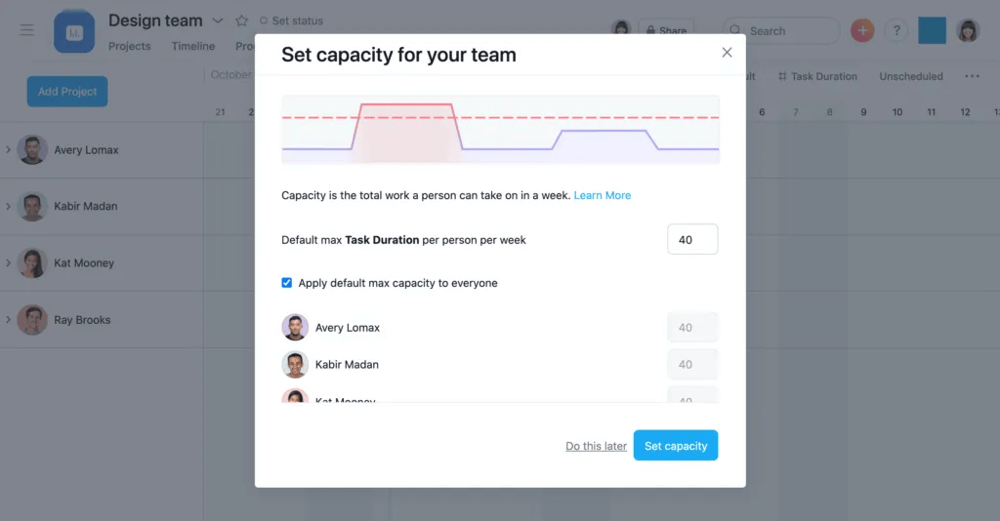 Design team
Set status
Share
Search
?
Projects
Timeline
October
Task Duration
Unscheduled
Add Project
21
6 7 8 9 10 11 12
Avery Lomax
Kabir Madan
Kat Mooney
Ray Brooks
Set capacity for your team
Capacity is the total work a person can take on in a week. Learn More
Default max Task Duration per person per week
40
Apply default max capacity to everyone
Avery Lomax
40
Kabir Madan
40
Kat Mooney
40
Do this later
Set capacity